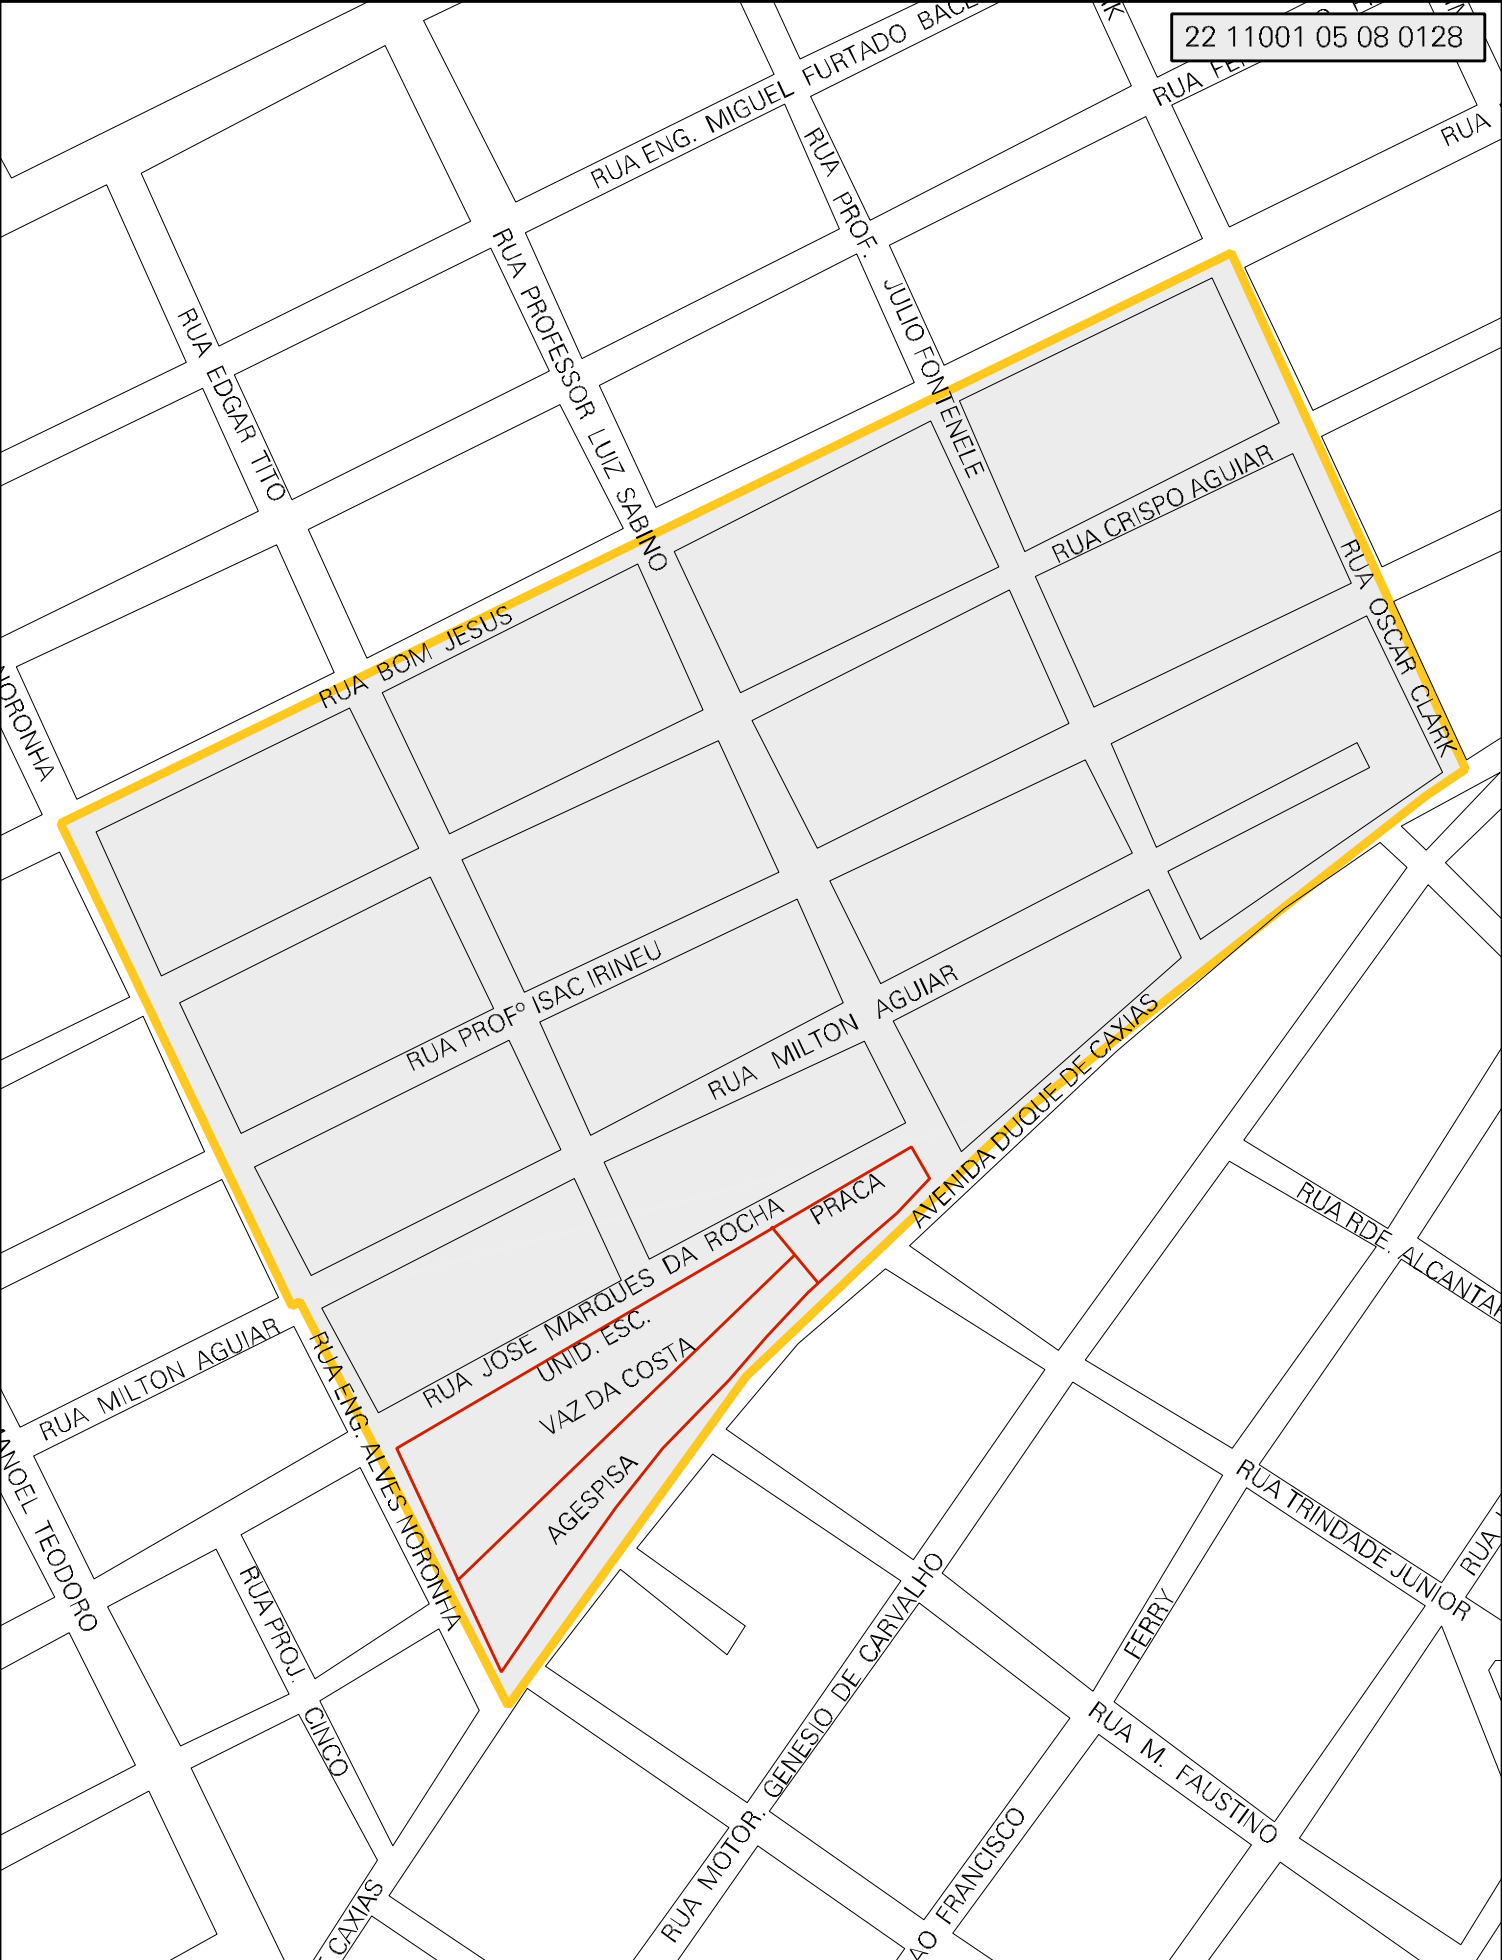 22 11001 05 08 0128
RUA ENG. MIGUEL FURTADO
RUA
RUA
RUA PROF. JULIO FONTENELE
RUA PROFESSOR LUIZ SABINO
RUA EDGAR TITO
RUA CRISPO AGUIAR
RUA OSCAR CLARK
RUA BOM JESUS
NORONHA
RUA PROFº ISAC IRINEU
RUA MILTON AGUIAR
AVENIDA DUQUE DE CAXIAS
PRACA
RUA JOSE MARQUES DA ROCHA
UNID. ESC.
VAZ DA COSTA
AGESPISA
RUA MILTON AGUIAR
RUA ENG. ALVES NORONHA
TEODORO
RUA PROJ. CINCO
RUA RDE. ALCANTAR
RUA TRINDADE JUNIOR
RUA
FERRY
RUA MOTOR. GENESIO DE CARVALHO
RUA M. FAUSTINO
FRANCISCO
CAXIAS